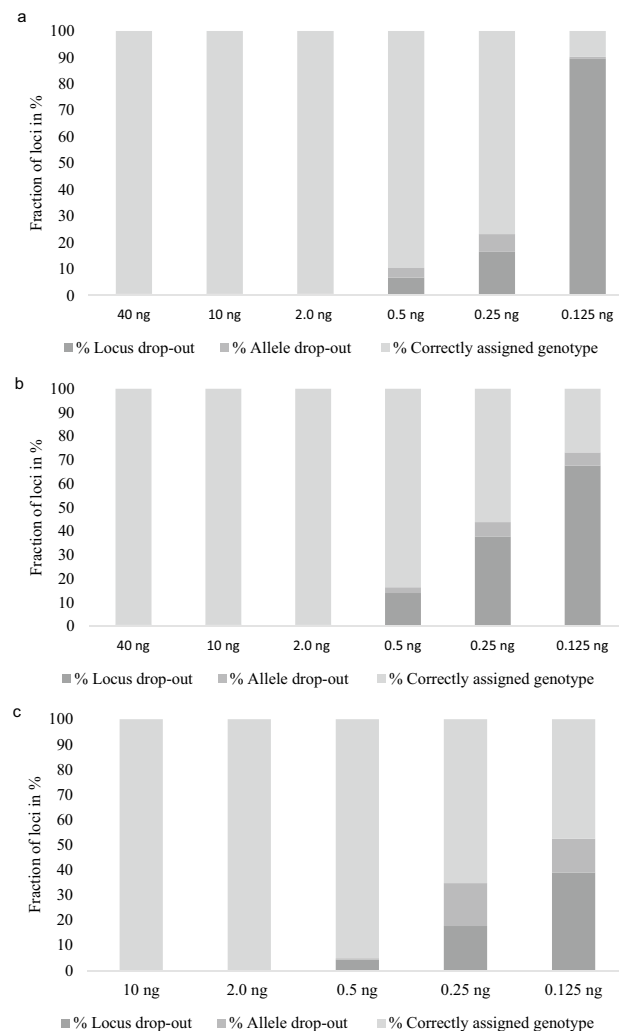 a
Fraction of loci in %
100
90
80
70
60
50
40
30
20
10
0
40 ng 10 ng 2.0 ng 0.5 ng 0.25 ng 0.125 ng
% Locus drop-out % Allele drop-out % Correctly assigned genotype
b
Fraction of loci in %
100
90
80
70
60
50
40
30
20
10
0
40 ng 10 ng 2.0 ng 0.5 ng 0.25 ng 0.125 ng
% Locus drop-out % Allele drop-out % Correctly assigned genotype
c
Fraction of loci in %
100
90
80
70
60
50
40
30
20
10
0
10 ng 2.0 ng 0.5 ng 0.25 ng 0.125 ng
% Locus drop-out % Allele drop-out % Correctly assigned genotype